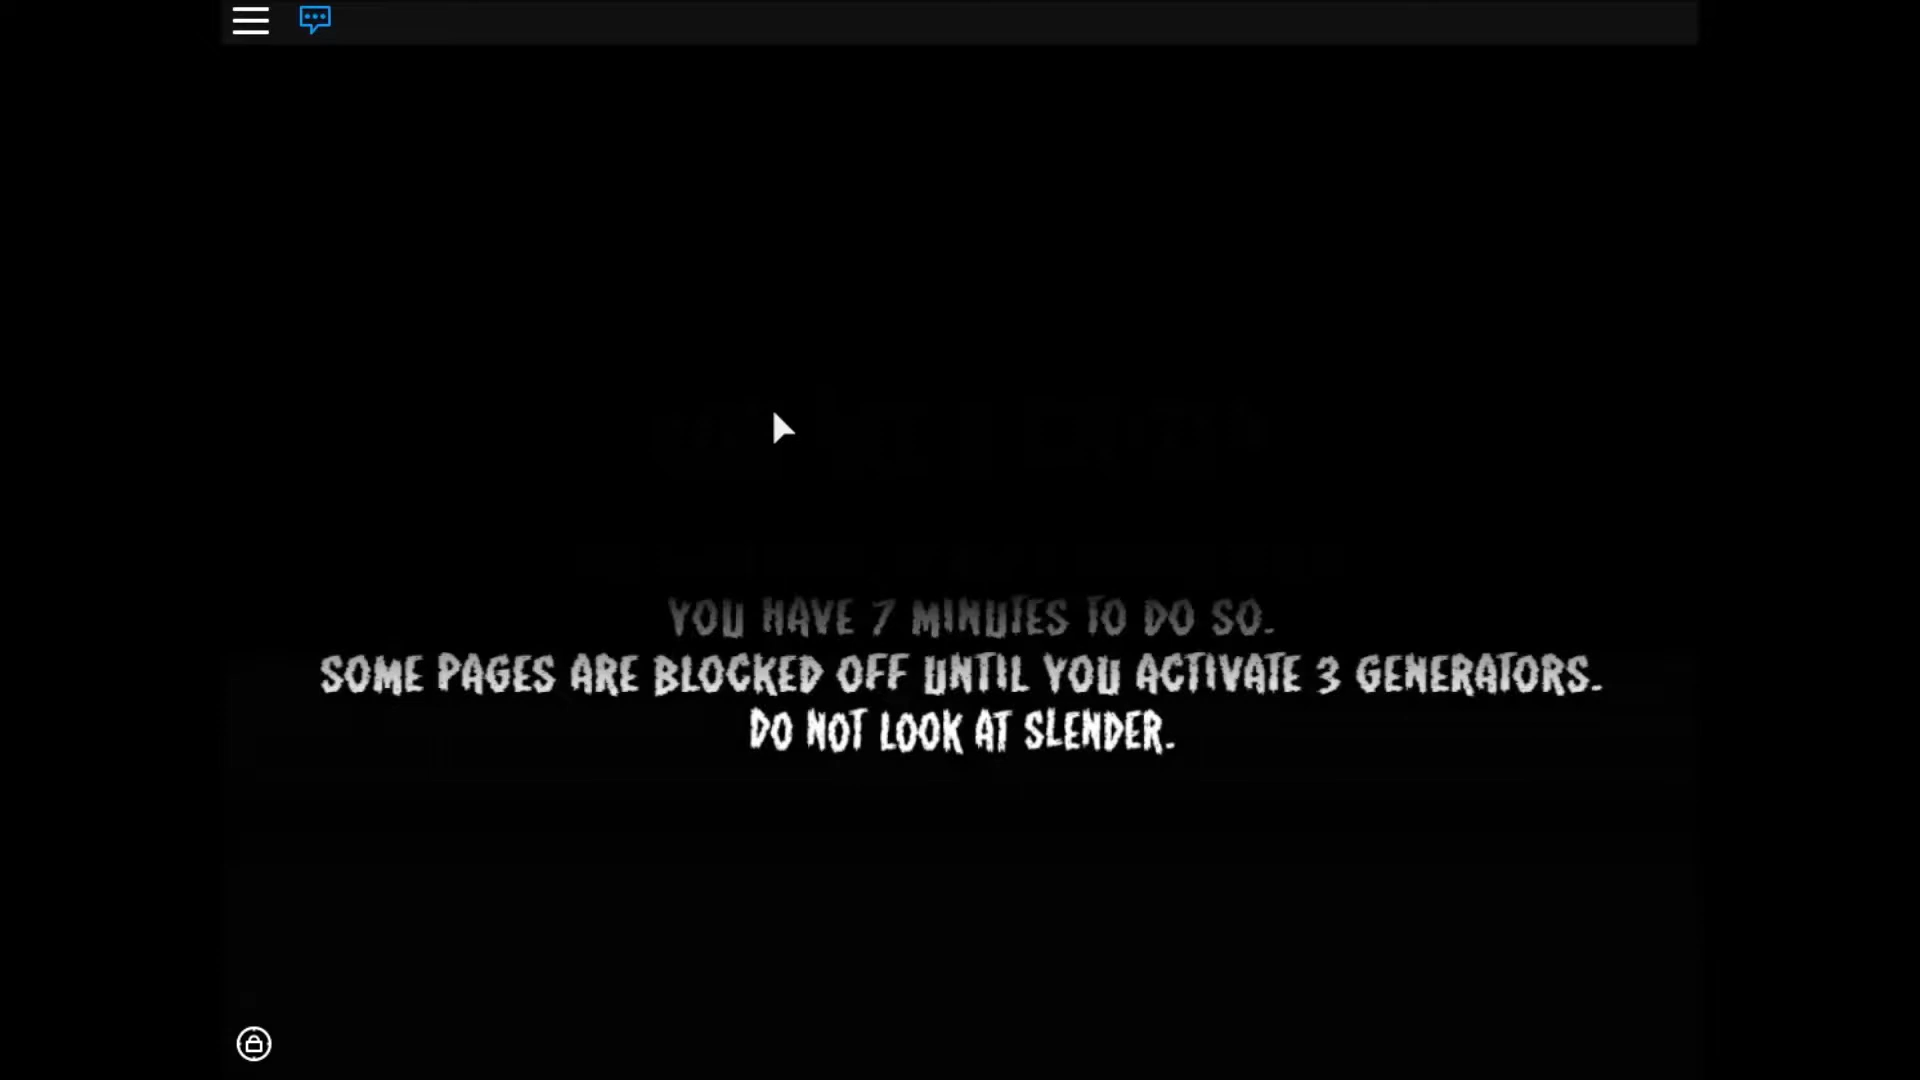 YOU HAVE 7 MINUTES TO DO SO.
SOME PAGES ARE BLOCKED OFF UNTIL YOU ACTIVATE 3 GENERATORS.
DO NOT LOOK AT SLENDER.